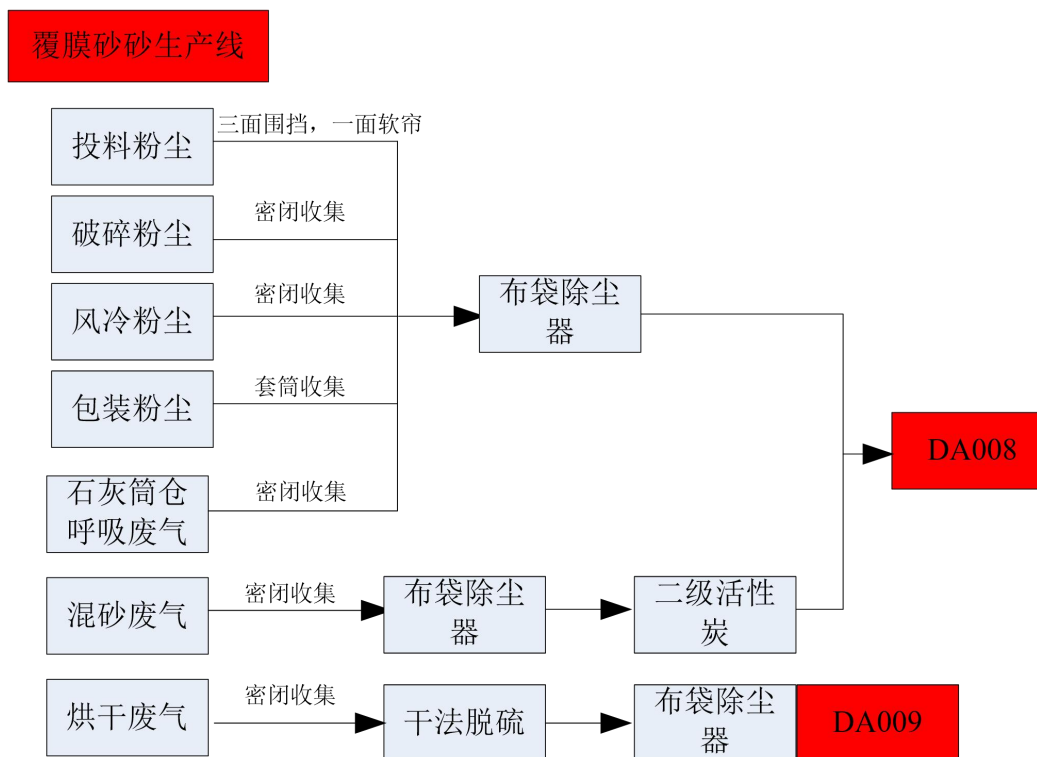 覆膜砂砂生产线
投料粉尘
三面围挡，一面软帘
破碎粉尘
密闭收集
风冷粉尘
密闭收集
布袋除尘
器
包装粉尘
套筒收集
DA008
石灰筒仓
呼吸废气
密闭收集
混砂废气
密闭收集
布袋除尘
器
二级活性
炭
烘干废气
密闭收集
干法脱硫
布袋除尘
器
DA009